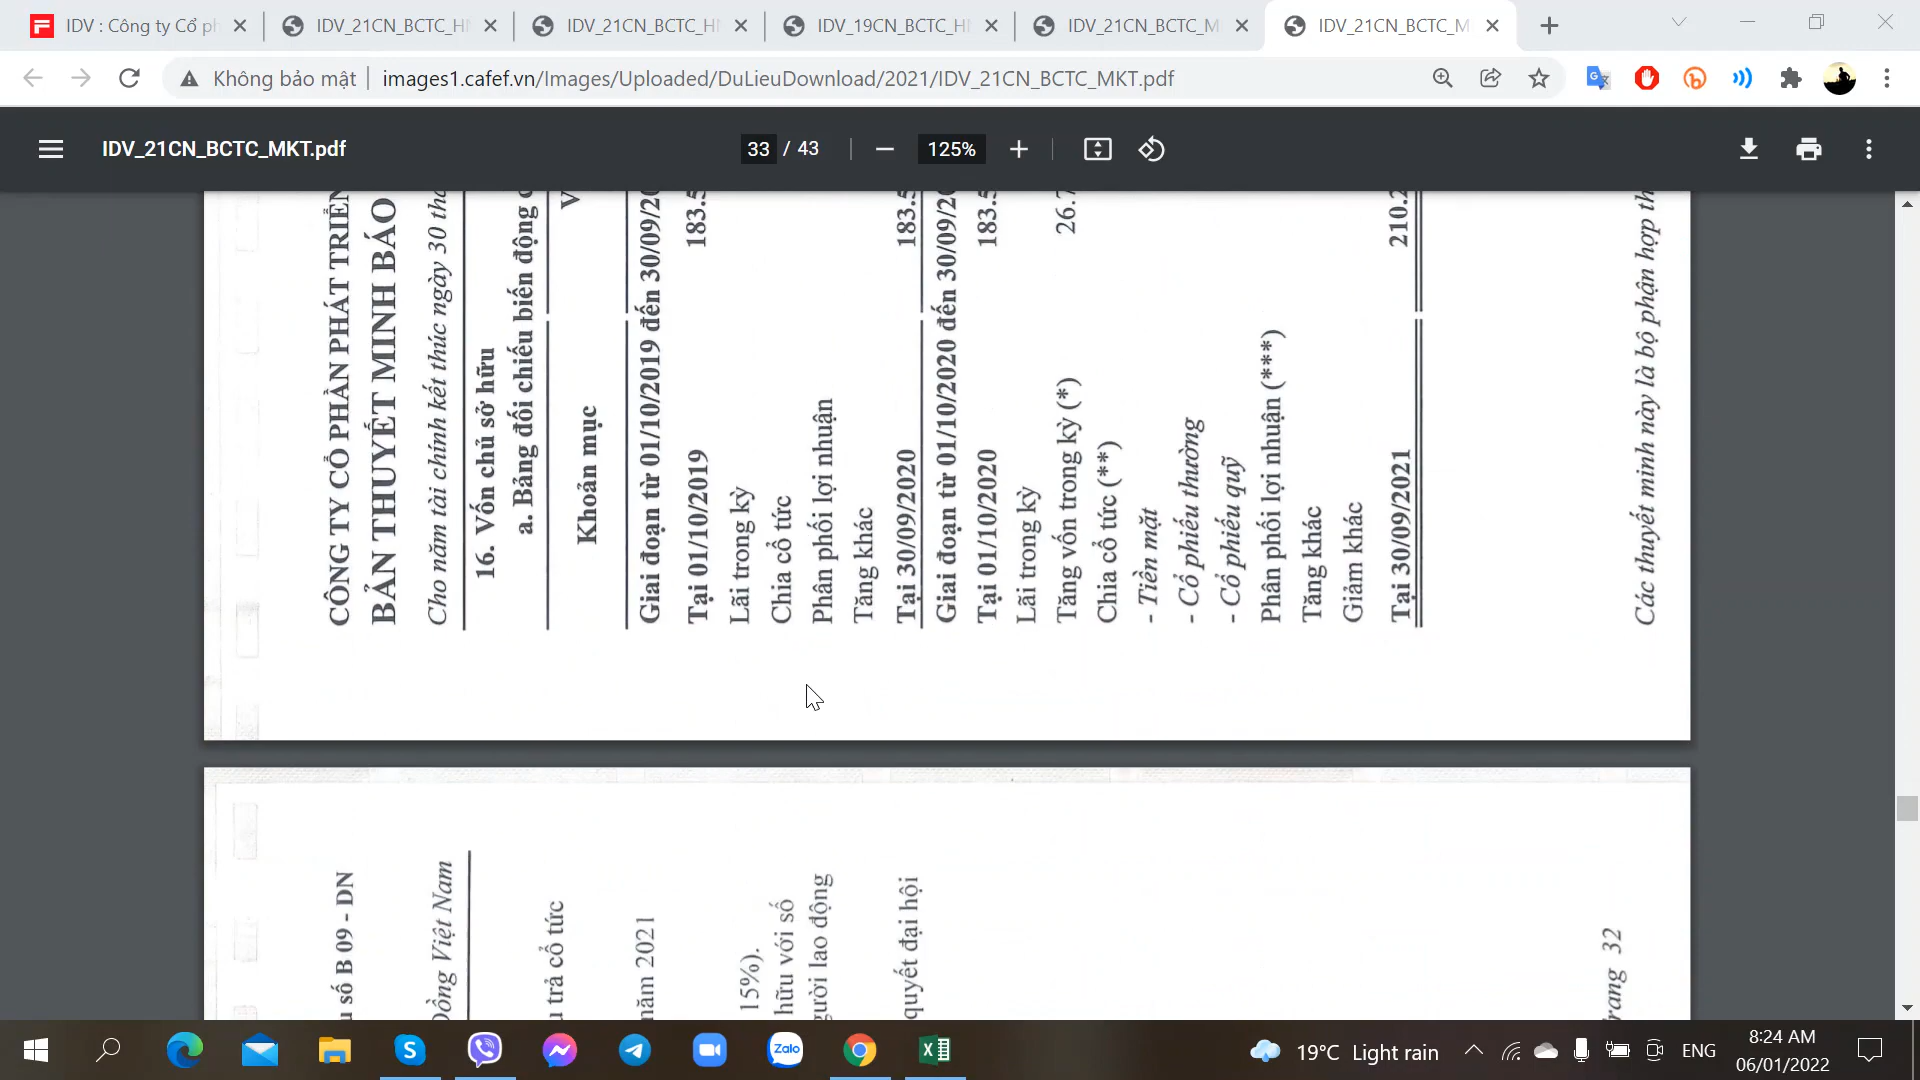 IDV : Công ty Cổ ph
IDV_21CN_BCTC_HN
IDV_21CN_BCTC_HN
IDV_19CN_BCTC_HN
IDV_21CN_BCTC_M
IDV_21CN_BCTC_M
Không bảo mật
images1.cafef.vn/Images/Uploaded/DuLieuDownload/2021/IDV_21CN_BCTC_MKT.pdf
IDV_21CN_BCTC_MKT.pdf
33 / 43
125%
CÔNG TY CỔ PHẦN PHÁT TRIỂN
BẢN THUYẾT MINH BÁO
Cho năm tài chính kết thúc ngày 30 thá
16. Vốn chủ sở hữu
a. Bảng đối chiếu biến động c
Khoản mục V
Giai đoạn từ 01/10/2019 đến 30/09/20
Tại 01/10/2019 183.5
Lãi trong kỳ
Chia cổ tức
Phân phối lợi nhuận
Tăng khác
Tại 30/09/2020 183.5
Giai đoạn từ 01/10/2020 đến 30/09/20
Tại 01/10/2020 183.5
Lãi trong kỳ
Tăng vốn trong kỳ (*) 26.7
Chia cổ tức (**)
- Tiền mặt
- Cổ phiếu thường
- Cổ phiếu quỹ
Phân phối lợi nhuận (***)
Tăng khác
Giảm khác
Tại 30/09/2021 210.2
Các thuyết minh này là bộ phận hợp th
u số B 09 - DN
Đồng Việt Nam
trả cổ tức
năm 2021
15%).
hữu với số
gười lao động
quyết đại hội
rang 32
Zalo
19°C Light rain
ENG
8:24 AM
06/01/2022